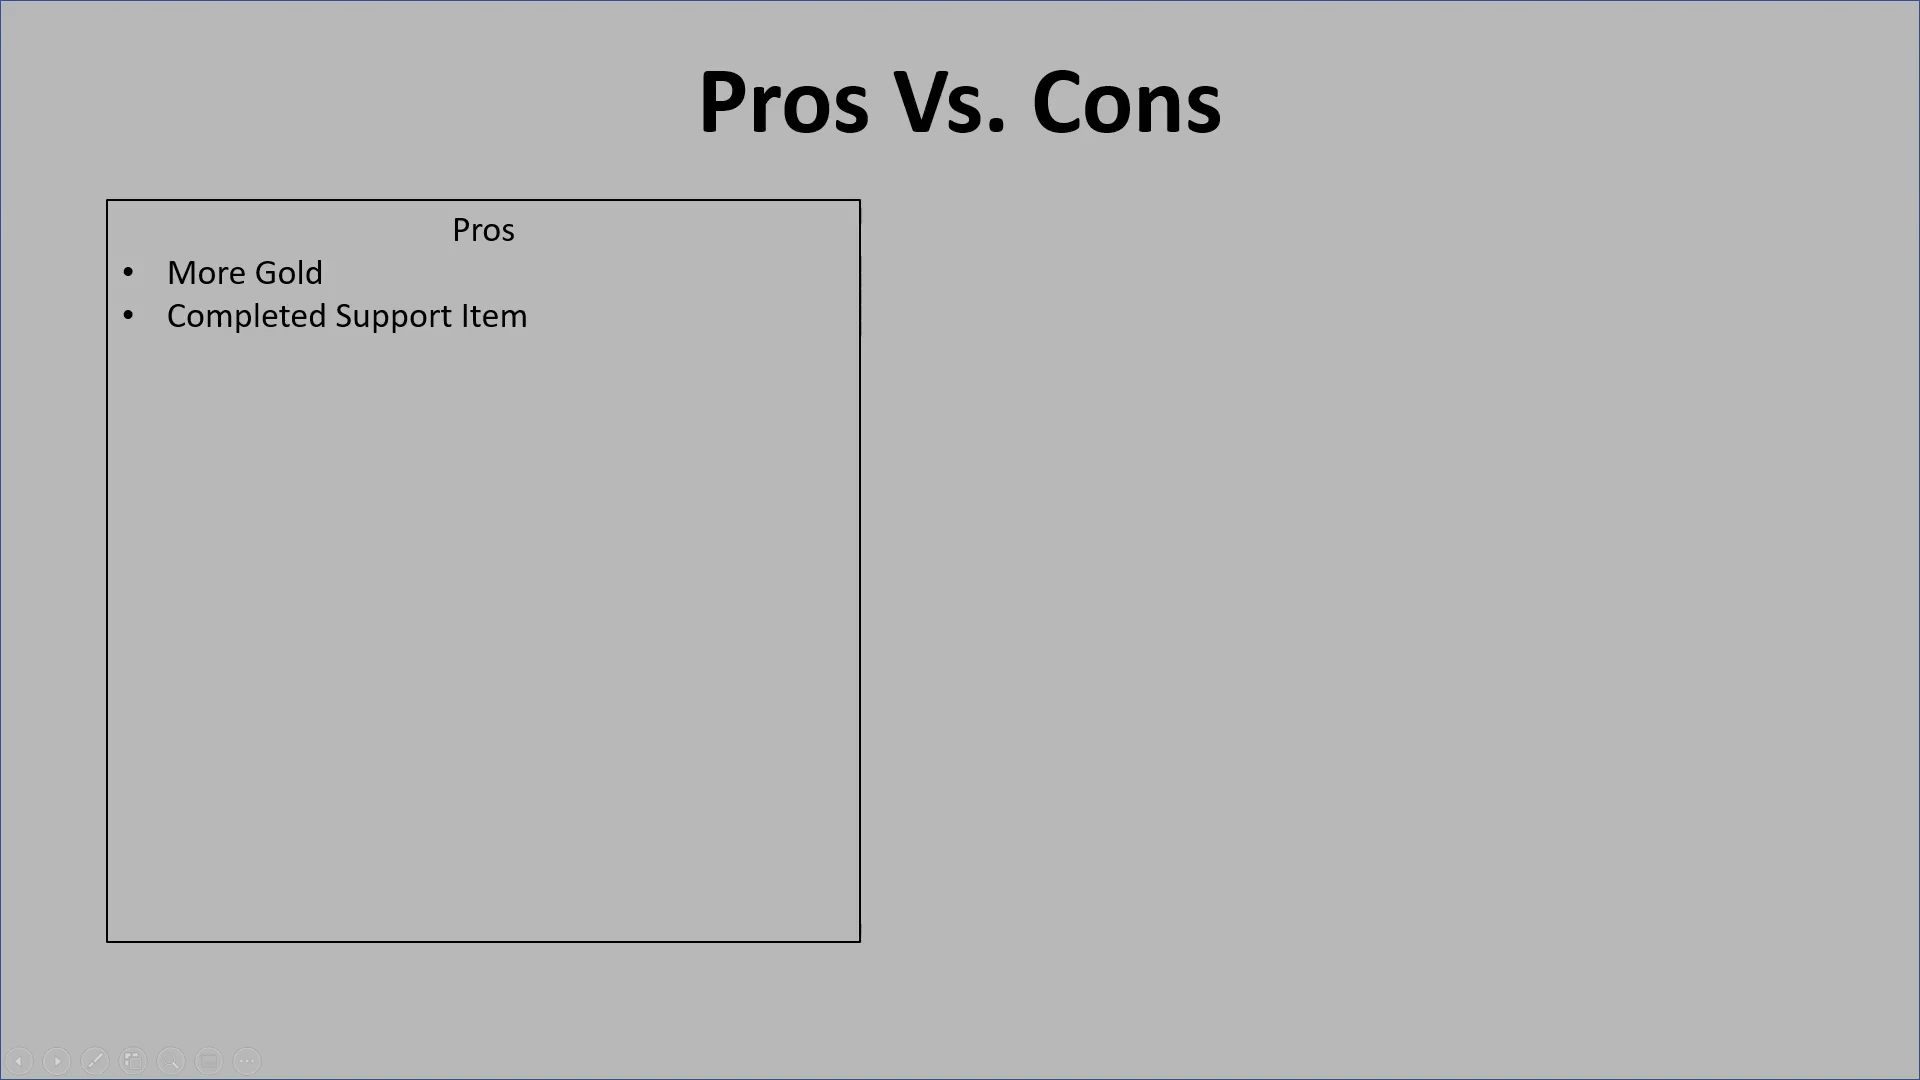 Pros Vs. Cons
Pros
• More Gold
• Completed Support Item